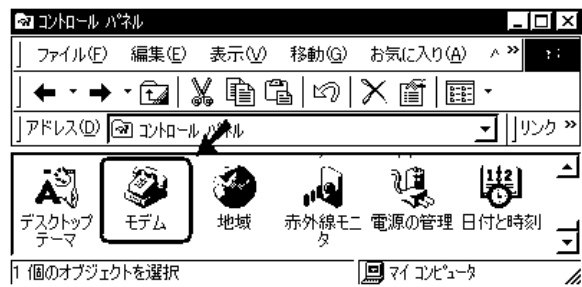 コントロール パネル
ファイル(F) 編集(E) 表示(V) 移動(G) お気に入り(A) ヘ »
アドレス(D) コントロール パネル リンク »
デスクトップ
テーマ
モデム
地域
赤外線モニ
タ
電源の管理
日付と時刻
1 個のオブジェクトを選択 マイ コンピュータ